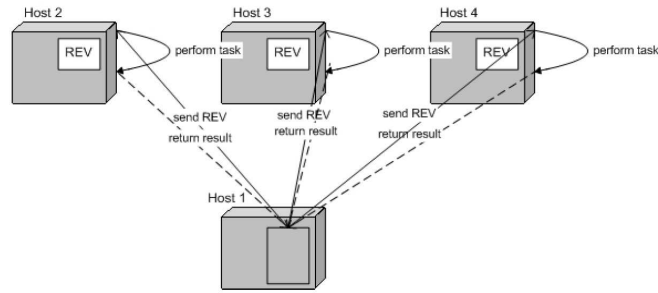 Host 2 Host 3 Host 4
REV perform task REV perform task REV perform task
send REV send REV send REV
return result return result return result
Host 1